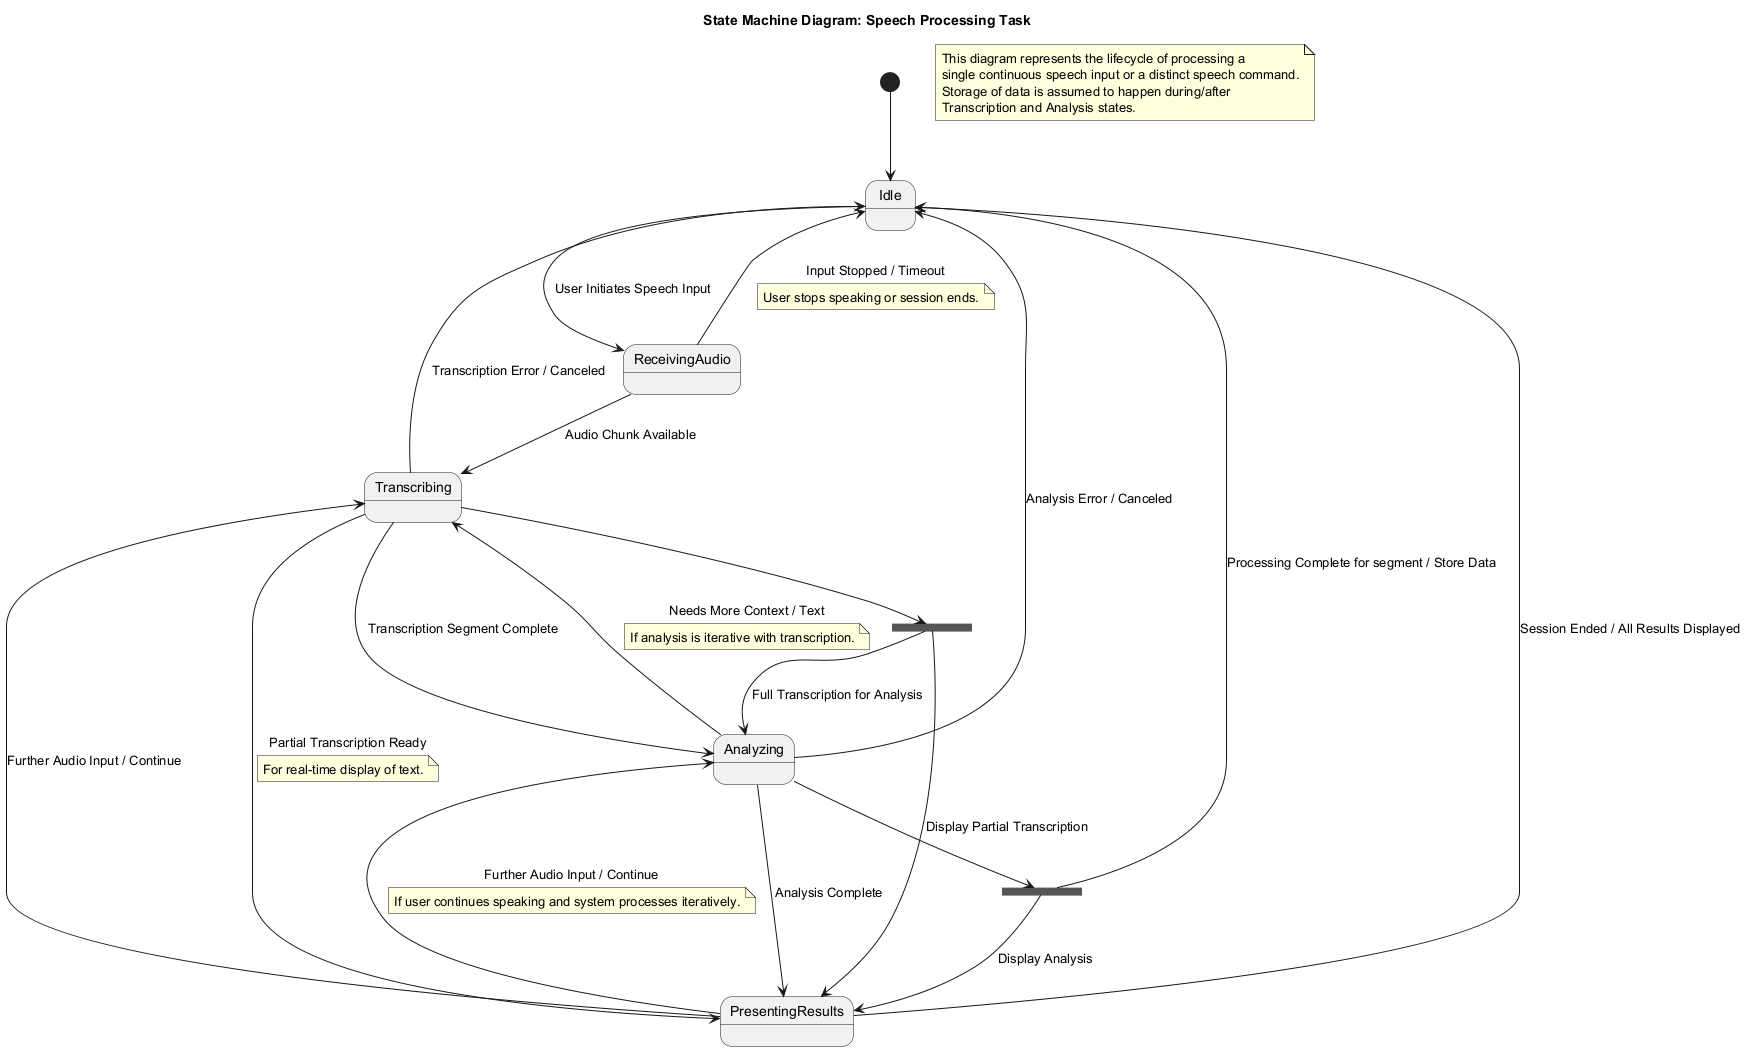 State Machine Diagram: Speech Processing Task
This diagram represents the lifecycle of processing a
single continuous speech input or a distinct speech command.
Storage of data is assumed to happen during/after
Transcription and Analysis states.
Idle
User Initiates Speech Input
Input Stopped / Timeout
User stops speaking or session ends.
ReceivingAudio
Transcription Error / Canceled
Audio Chunk Available
Transcribing
Analysis Error / Canceled
Processing Complete for segment / Store Data
Needs More Context / Text
If analysis is iterative with transcription.
Transcription Segment Complete
Session Ended / All Results Displayed
Full Transcription for Analysis
Partial Transcription Ready
For real-time display of text.
Analyzing
Further Audio Input / Continue
Display Partial Transcription
Further Audio Input / Continue
If user continues speaking and system processes iteratively.
Analysis Complete
Display Analysis
PresentingResults